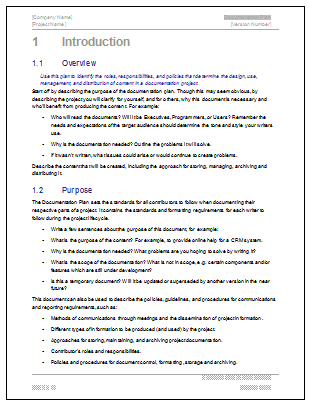 [Company Name]
Documentation Plan
[Project Name]
[Version Number]
1 Introduction
1.1 Overview
Use this plan to identify the roles, responsibilities, and policies that determine the design, use,
management, and distribution of content in a documentation project.
Start off by describing the purpose of the documentation plan. Though this may seem obvious, by
describing the project you will clarify for yourself, and for others, why this document is necessary and
who'll benefit from producing the content. For example:
• Who will read the documents? Will it be Executives, Programmers, or Users? Remember the
needs and expectations of the target audience should determine the tone and style your writers
use.
• Why is the documentation needed? Outline the problems it will solve.
• If it wasn't written, what issues could arise or would continue to create problems.
Describe the content that will be created, including the approach for storing, managing, archiving and
distributing it.
1.2 Purpose
The Documentation Plan sets the standards for all contributors to follow when documenting their
respective parts of a project. It contains the standards and formatting requirements for each writer to
follow during the project lifecycle.
• Write a few sentences about the purpose of this document, for example:
• What is the purpose of the content? For example, to provide online help for a CRM system.
• Why is the documentation needed? What problems are you hoping to solve by writing it?
• What is the scope of the documentation? What is not in scope, e.g. certain components and/or
features which are still under development?
• Is this a temporary document? Will it be updated or superseded by another version in the near
future?
This document can also be used to describe the policies, guidelines, and procedures for communications
and reporting requirements, such as:
• Methods of communications through meetings and the dissemination of project information.
• Different types of information to be produced (and used) by the project.
• Approaches for storing, maintaining, and archiving project documentation.
• Contributor's roles and responsibilities.
• Policies and procedures for document control, formatting, storage and archiving.